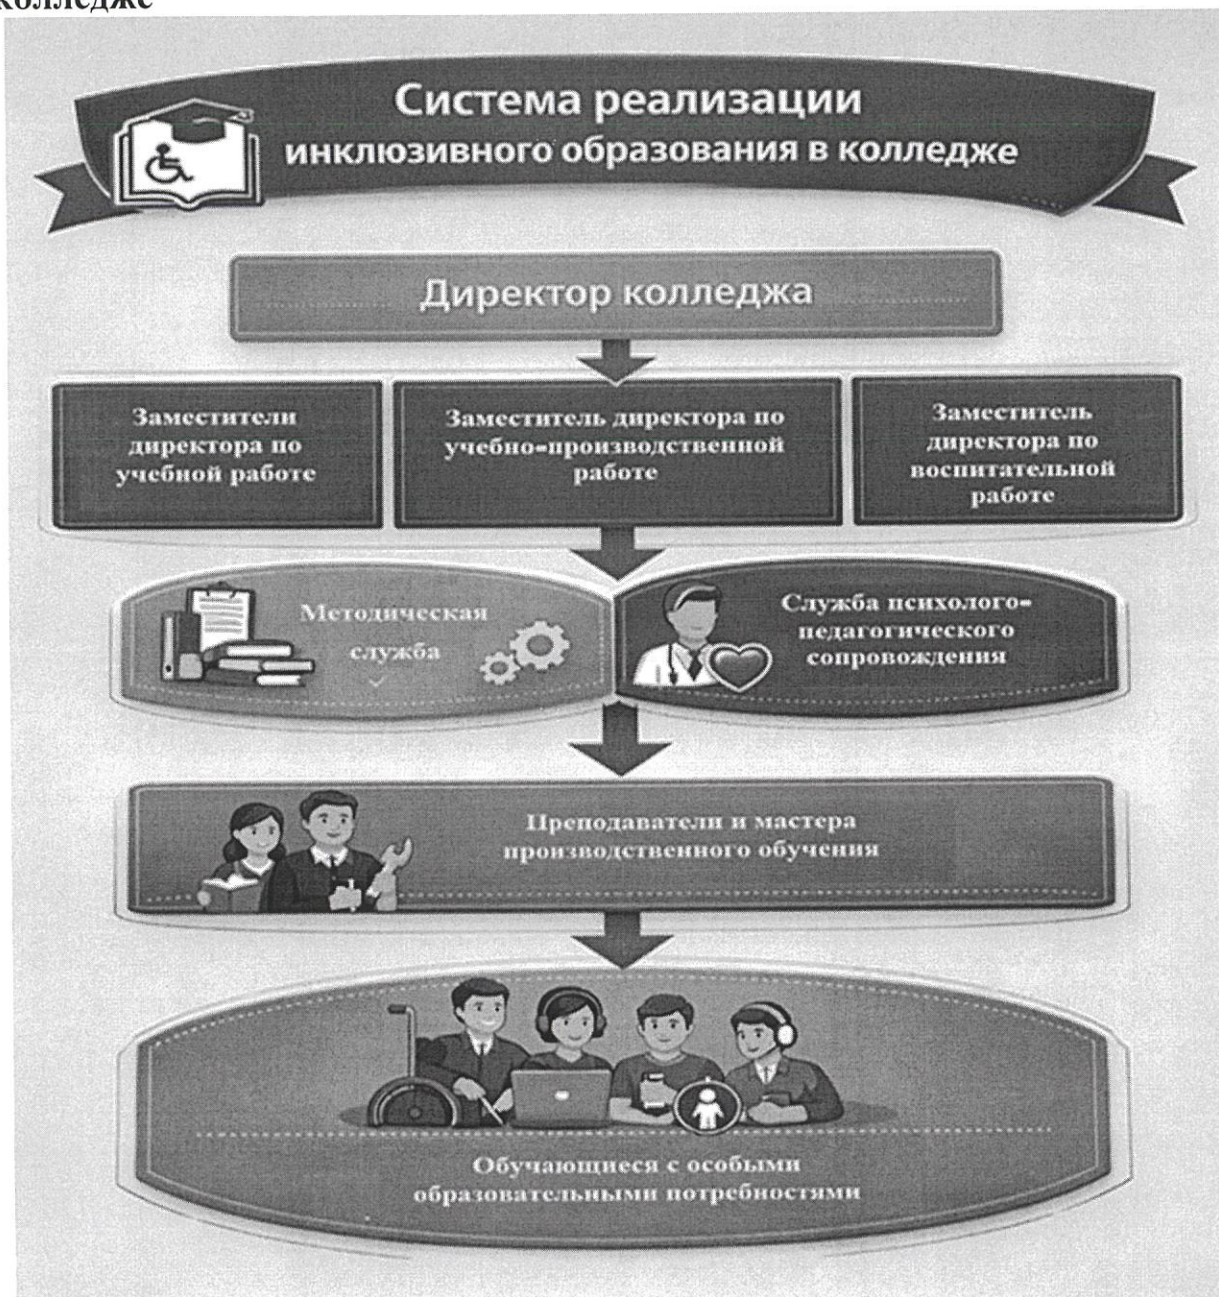 колледже
Система реализации
инклюзивного образования в колледже
Директор колледжа
Заместители
директора по
учебной работе
Заместитель директора по
учебно-производственной
работе
Заместитель
директора по
воспитательной
работе
Методическая
служба
Служба психолого-
педагогического
сопровождения
Преподаватели и мастера
производственного обучения
Обучающиеся с особыми
образовательными потребностями